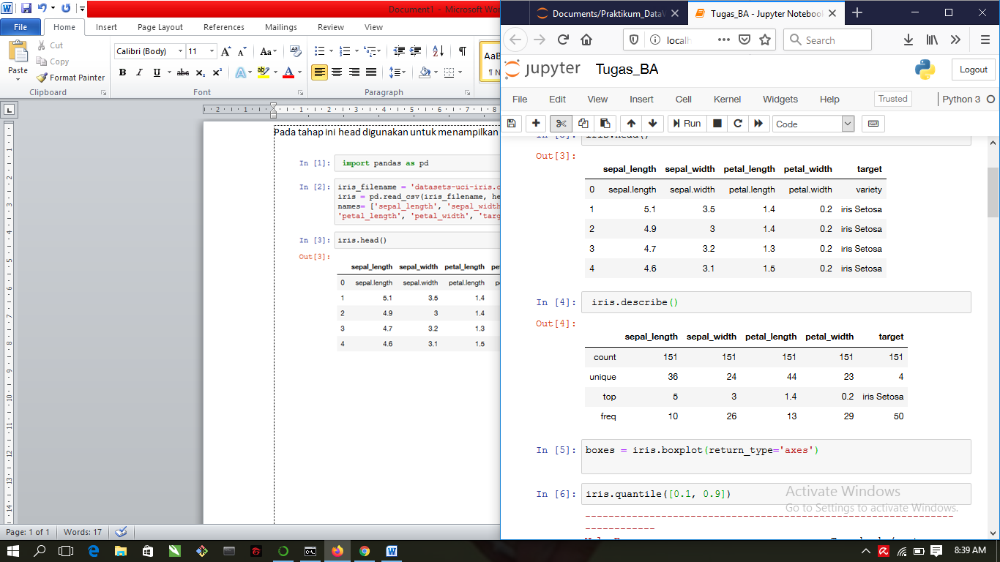 Document1 - Microsoft Wor
File Home Insert Page Layout References Mailings Review View
Paste
Cut
Copy
Format Painter
Calibri (Body) 11
Clipboard Font Paragraph
Pada tahap ini head digunakan untuk menampilkan
In [1]: import pandas as pd
In [2]: iris_filename = 'datasets-uci-iris.c
iris = pd.read_csv(iris_filename, he
names= ['sepal_length', 'sepal_width
'petal_length', 'petal_width', 'targ
In [3]: iris.head()
Out[3]:
sepal_length sepal_width petal_length pe
0 sepal.length sepal.width petal.length p
1 5.1 3.5 1.4
2 4.9 3 1.4
3 4.7 3.2 1.3
4 4.6 3.1 1.5
Page: 1 of 1 Words: 17
Documents/Praktikum_DataV Tugas_BA - Jupyter Notebook
localh Search
jupyter Tugas_BA Logout
File Edit View Insert Cell Kernel Widgets Help Trusted Python 3
Run Code
iris.head()
Out[3]:
sepal_length sepal_width petal_length petal_width target
0 sepal.length sepal.width petal.length petal.width variety
1 5.1 3.5 1.4 0.2 iris Setosa
2 4.9 3 1.4 0.2 iris Setosa
3 4.7 3.2 1.3 0.2 iris Setosa
4 4.6 3.1 1.5 0.2 iris Setosa
In [4]: iris.describe()
Out[4]:
sepal_length sepal_width petal_length petal_width target
count 151 151 151 151 151
unique 36 24 44 23 4
top 5 3 1.4 0.2 iris Setosa
freq 10 26 13 29 50
In [5]: boxes = iris.boxplot(return_type='axes')
In [6]: iris.quantile([0.1, 0.9])
Activate Windows
Go to Settings to activate Windows.
8:39 AM